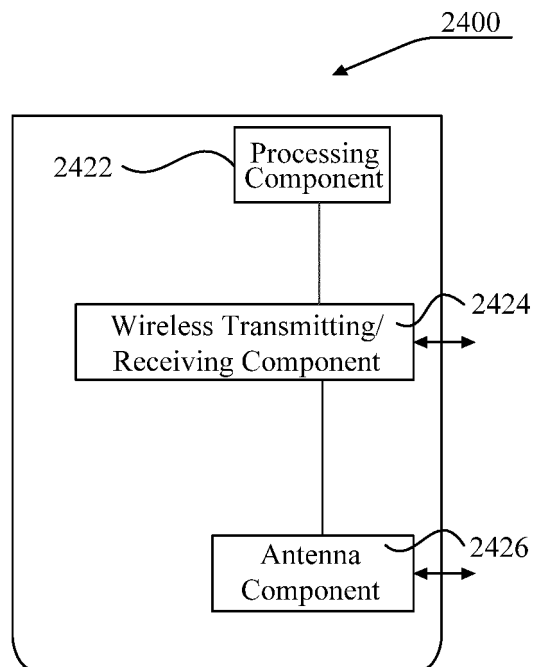 2400
2422
Processing
Component
Wireless Transmitting/
Receiving Component
2424
Antenna
Component
2426